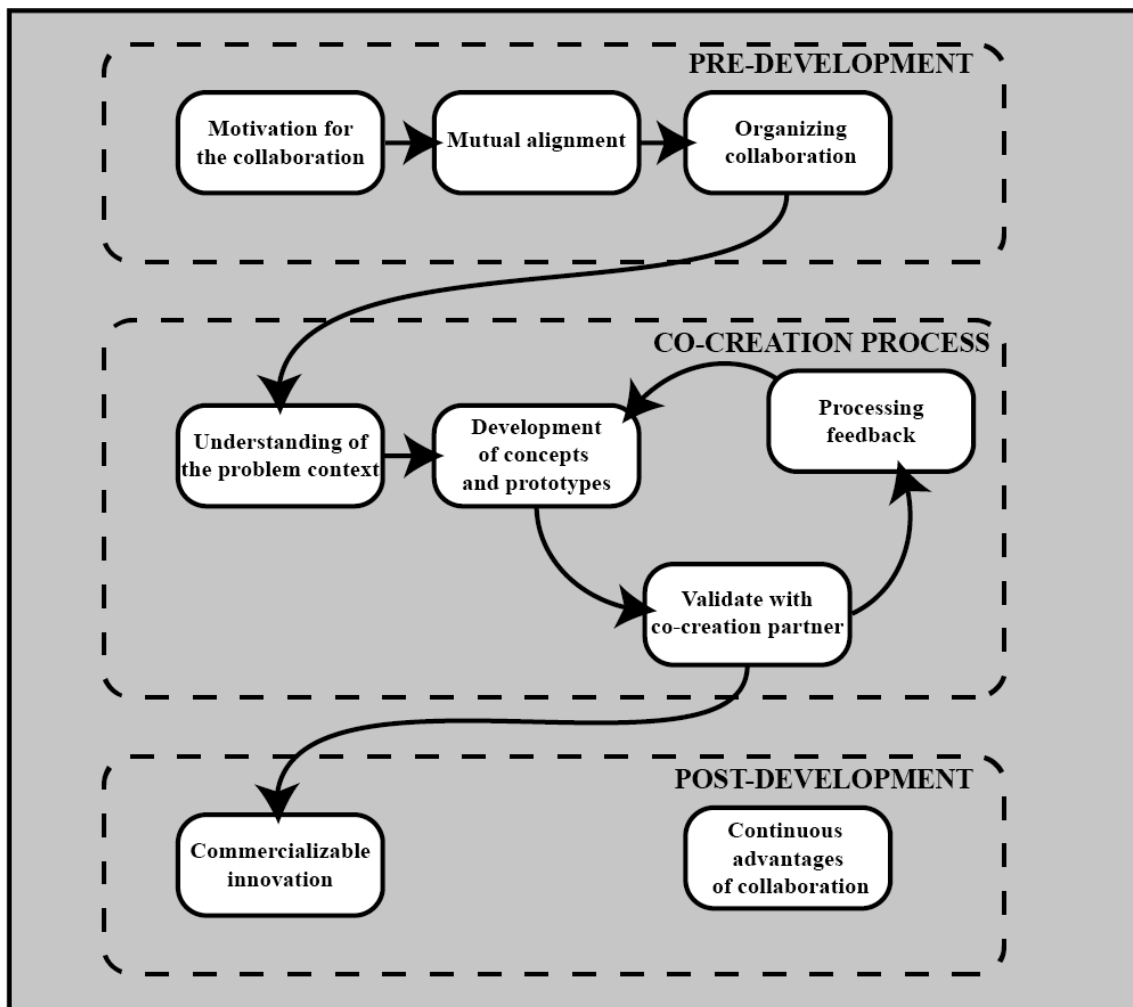 PRE-DEVELOPMENT
Motivation for
the collaboration
Mutual alignment
Organizing
collaboration
CO-CREATION PROCESS
Understanding of
the problem context
Development
of concepts
and prototypes
Processing
feedback
Validate with
co-creation partner
POST-DEVELOPMENT
Commercializable
innovation
Continuous
advantages
of collaboration